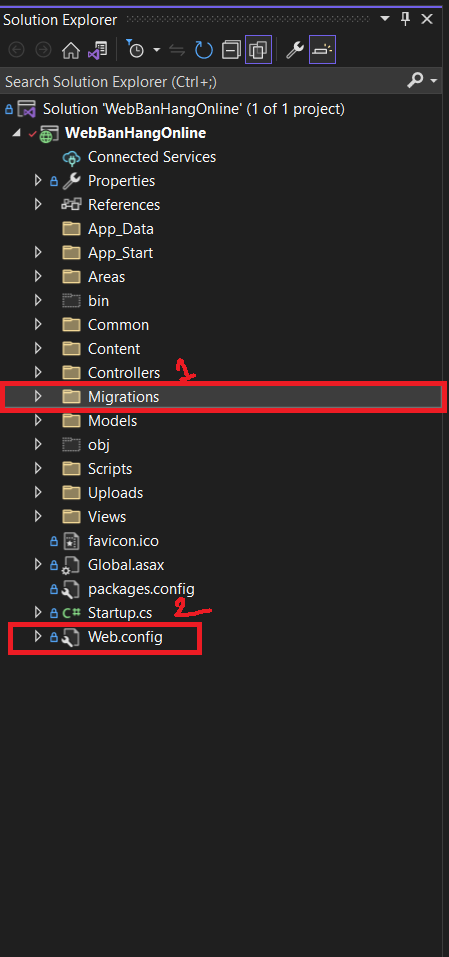 Solution Explorer
Search Solution Explorer (Ctrl+;)
Solution 'WebBanHangOnline' (1 of 1 project)
WebBanHangOnline
Connected Services
Properties
References
App_Data
App_Start
Areas
bin
Common
Content
Controllers
1
Migrations
Models
obj
Scripts
Uploads
Views
favicon.ico
Global.asax
packages.config
C# Startup.cs
2
Web.config